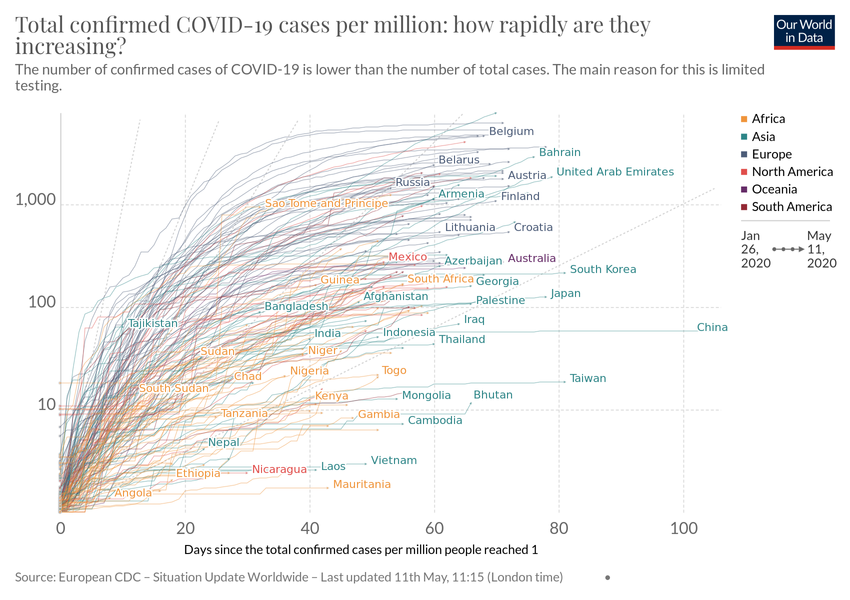 Total confirmed COVID-19 cases per million: how rapidly are they
increasing?
Our World
in Data
The number of confirmed cases of COVID-19 is lower than the number of total cases. The main reason for this is limited
testing.
Africa
Asia
Europe
North America
Oceania
South America
Jan
26,
2020
May
11,
2020
1,000
100
10
Belgium
Bahrain
Belarus
United Arab Emirates
Austria
Russia
Armenia
Finland
Sao Tome and Principe
Lithuania
Croatia
Mexico
Azerbaijan
Australia
South Korea
Guinea
South Africa
Georgia
Afghanistan
Japan
Bangladesh
Palestine
Tajikistan
Iraq
China
India
Indonesia
Thailand
Sudan
Niger
Chad
Nigeria
Togo
Taiwan
South Sudan
Kenya
Mongolia
Bhutan
Tanzania
Gambia
Cambodia
Nepal
Ethiopia
Nicaragua
Laos
Vietnam
Angola
Mauritania
0
20
40
60
80
100
Days since the total confirmed cases per million people reached 1
Source: European CDC – Situation Update Worldwide – Last updated 11th May, 11:15 (London time)